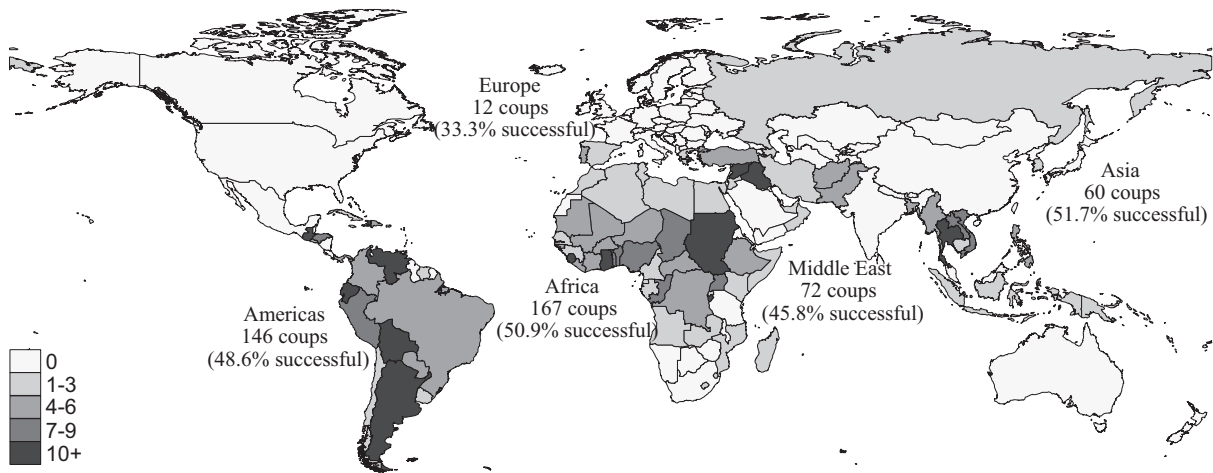 Europe
12 coups
(33.3% successful)
Asia
60 coups
(51.7% successful)
Middle East
72 coups
(45.8% successful)
Africa
167 coups
(50.9% successful)
Americas
146 coups
(48.6% successful)
0
1-3
4-6
7-9
10+